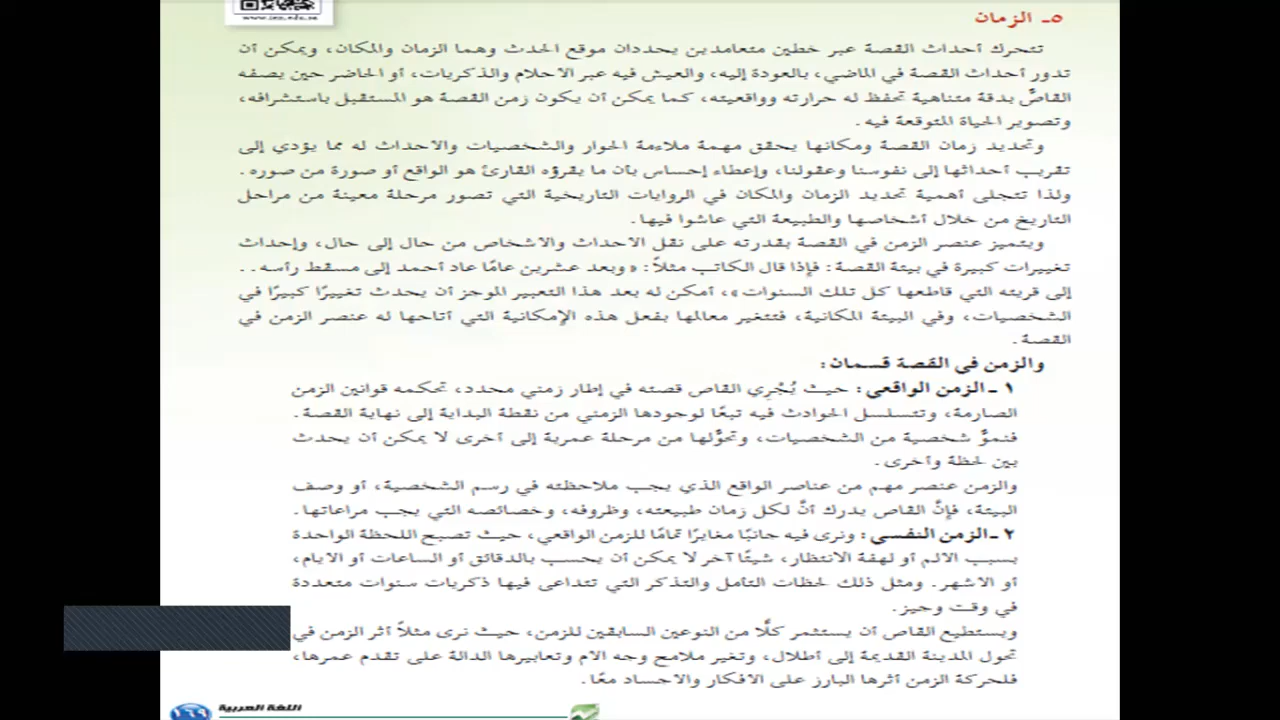 www.ien.edu.sa
٥- الزمان
تتحرك أحداث القصة عبر خطين متعامدين يحددان موقع الحدث وهما الزمان والمكان، ويمكن أن
تدور أحداث القصة في الماضي، بالعودة إليه، والعيش فيه عبر الأحلام والذكريات، أو الحاضر حين يصفه
القاصُّ بدقة متناهية تحفظ له حرارته وواقعيته، كما يمكن أن يكون زمن القصة هو المستقبل باستشرافه،
وتصوير الحياة المتوقعة فيه.
وتحديد زمان القصة ومكانها يحقق مهمة ملاءمة الحوار والشخصيات والأحداث له مما يؤدي إلى
تقريب أحداثها إلى نفوسنا وعقولنا، وإعطاء إحساس بأن ما يقرؤه القارئ هو الواقع أو صورة من صوره.
ولذا تتجلى أهمية تحديد الزمان والمكان في الروايات التاريخية التي تصور مرحلة معينة من مراحل
التاريخ من خلال أشخاصها والطبيعة التي عاشوا فيها.
ويتميز عنصر الزمن في القصة بقدرته على نقل الأحداث والأشخاص من حال إلى حال، وإحداث
تغييرات كبيرة في بيئة القصة: فإذا قال الكاتب مثلاً: «وبعد عشرين عامًا عاد أحمد إلى مسقط رأسه..
إلى قريته التي قاطعها كل تلك السنوات»، أمكن له بعد هذا التعبير الموجز أن يحدث تغييرًا كبيرًا في
الشخصيات، وفي البيئة المكانية، فتتغير معالمها بفعل هذه الإمكانية التي أتاحها له عنصر الزمن في
القصة.
والزمن في القصة قسمان:
١ ـ الزمن الواقعي: حيث يُجْرِي القاص قصته في إطار زمني محدد، تحكمه قوانين الزمن
الصارمة، وتتسلسل الحوادث فيه تبعًا لوجودها الزمني من نقطة البداية إلى نهاية القصة.
فنموُّ شخصية من الشخصيات، وتحوُّلها من مرحلة عمرية إلى أخرى لا يمكن أن يحدث
بين لحظة وأخرى.
والزمن عنصر مهم من عناصر الواقع الذي يجب ملاحظته في رسم الشخصية، أو وصف
البيئة، فإنَّ القاص يدرك أنَّ لكل زمان طبيعته، وظروفه، وخصائصه التي يجب مراعاتها.
٢ ـ الزمن النفسي: ونرى فيه جانبًا مغايرًا تمامًا للزمن الواقعي، حيث تصبح اللحظة الواحدة
بسبب الألم أو لهفة الانتظار، شيئًا آخر لا يمكن أن يحسب بالدقائق أو الساعات أو الأيام،
أو الأشهر. ومثل ذلك لحظات التأمل والتذكر التي تتداعى فيها ذكريات سنوات متعددة
في وقت وجيز.
ويستطيع القاص أن يستثمر كلًّا من النوعين السابقين للزمن، حيث نرى مثلاً أثر الزمن في
تحول المدينة القديمة إلى أطلال، وتغير ملامح وجه الأم وتعابيرها الدالة على تقدم عمرها،
فلحركة الزمن أثرها البارز على الأفكار والأجساد معًا.
اللغة العربية
١٦٩